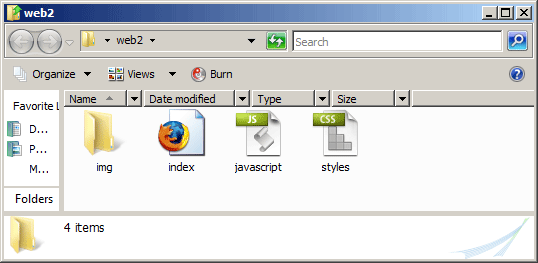 web2
web2
Search
Organize Views Burn
Favorite L
Name Date modified Type Size
D...
P...
M...
JS
CSS
img index javascript styles
Folders
4 items